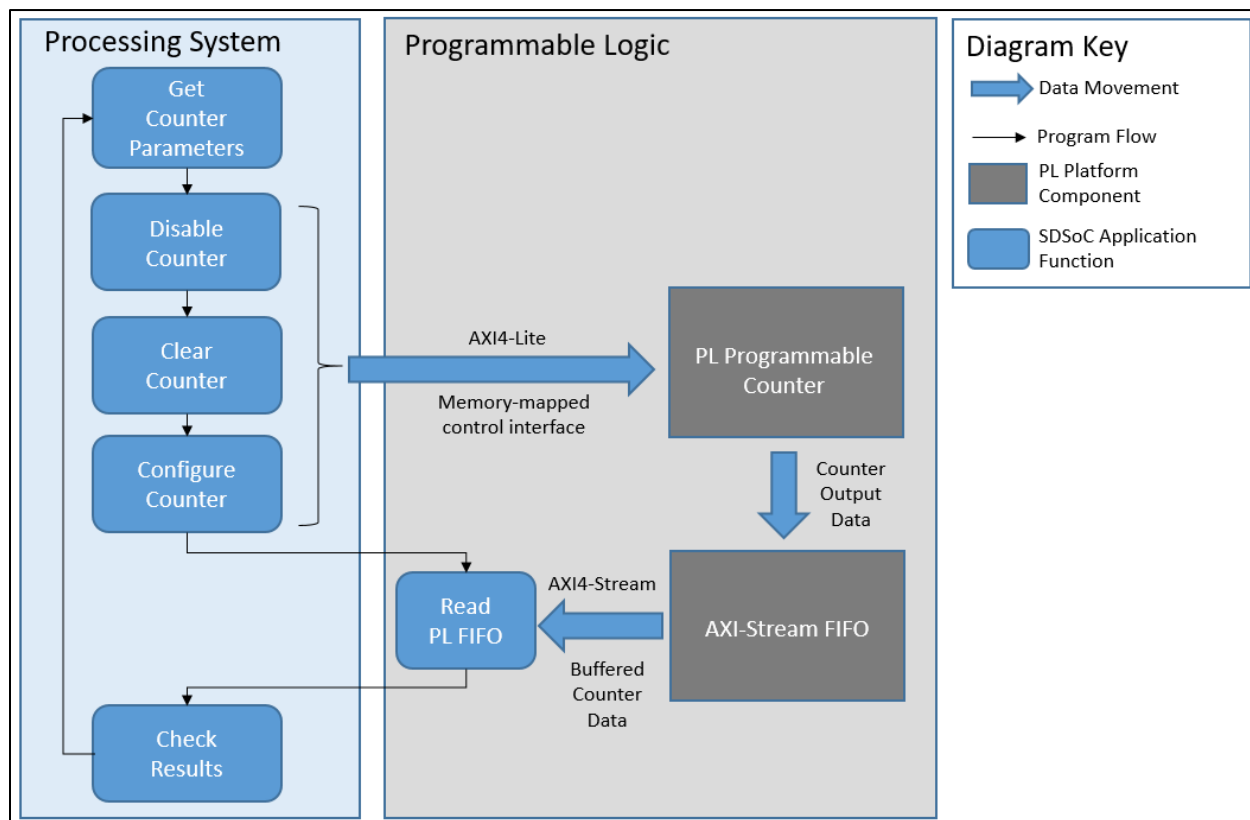 Processing System
Get
Counter
Parameters
Disable
Counter
Clear
Counter
Configure
Counter
Check
Results
Programmable Logic
AXI4-Lite
Memory-mapped
control interface
PL Programmable
Counter
Counter
Output
Data
AXI-Stream FIFO
AXI4-Stream
Buffered
Counter
Data
Read
PL FIFO
Diagram Key
Data Movement
Program Flow
PL Platform
Component
SDSoC Application
Function